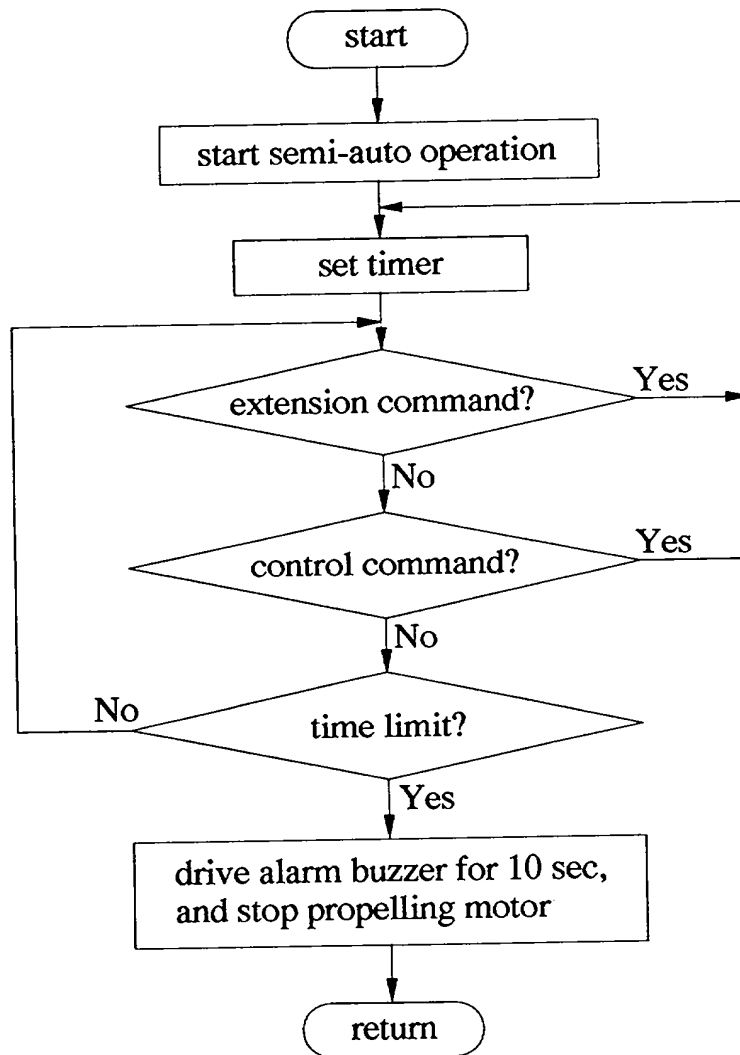 start
start semi-auto operation
set timer
extension command?
Yes
No
control command?
Yes
No
time limit?
No
Yes
drive alarm buzzer for 10 sec,
and stop propelling motor
return